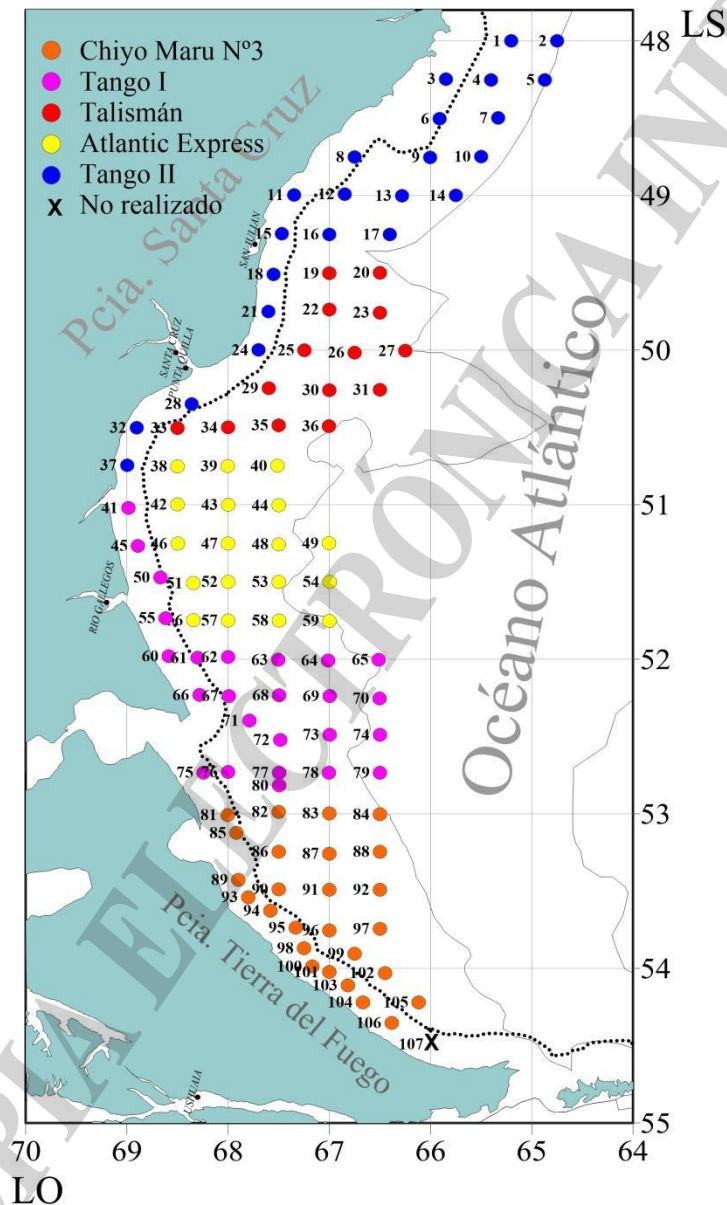 LS
Chiyo Maru Nº3
Tango I
Talismán
Atlantic Express
Tango II
X No realizado
48
49
50
51
52
53
54
55
70 69 68 67 66 65 64
LO
Pcia. Santa Cruz
SAN JULIAN
SANTA CRUZ
PUNTA QUILLA
RIO GALLEGOS
Océano Atlántico
Pcia. Tierra del Fuego
USHUAIA
1 2
3 4 5
6 7
8 9 10
11 12 13 14
15 16 17
18 19 20
21 22 23
24 25 26 27
28 29 30 31
32 33 34 35 36
37 38 39 40
41 42 43 44
45 46 47 48 49
50 51 52 53 54
55 6 57 58 59
60 61 62 63 64 65
66 67 68 69 70
71 72 73 74
75 76 77 78 79
80
81 82 83 84
85 86 87 88
89 90 91 92
93
94 95 96 97
98 99
100 101 102
103
104 105
106
107 X
PIA ELECTRÓNICA INI